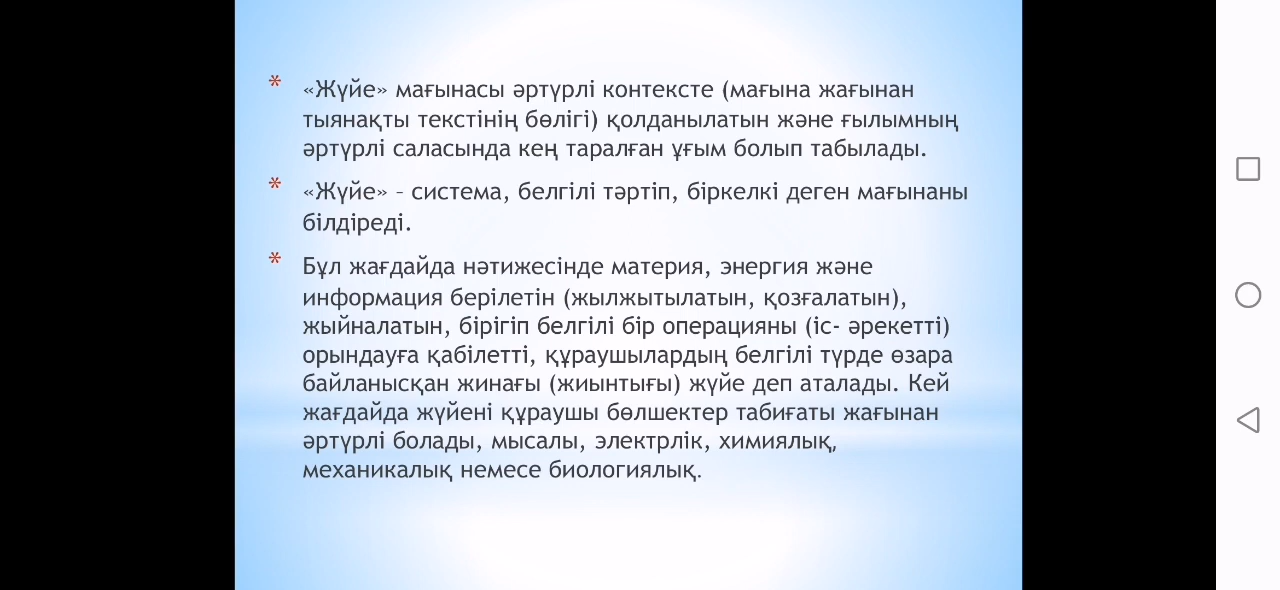 * «Жүйе» мағынасы әртүрлі контексте (мағына жағынан
тыянақты текстінің бөлігі) қолданылатын және ғылымның
әртүрлі саласында кең таралған ұғым болып табылады.
* «Жүйе» – система, белгілі тәртіп, біркелкі деген мағынаны
білдіреді.
* Бұл жағдайда нәтижесінде материя, энергия және
информация берілетін (жылжытылатын, қозғалатын),
жыйналатын, бірігіп белгілі бір операцияны (іс- әрекетті)
орындауға қабілетті, құраушылардың белгілі түрде өзара
байланысқан жинағы (жиынтығы) жүйе деп аталады. Кей
жағдайда жүйені құраушы бөлшектер табиғаты жағынан
әртүрлі болады, мысалы, электрлік, химиялық,
механикалық немесе биологиялық.